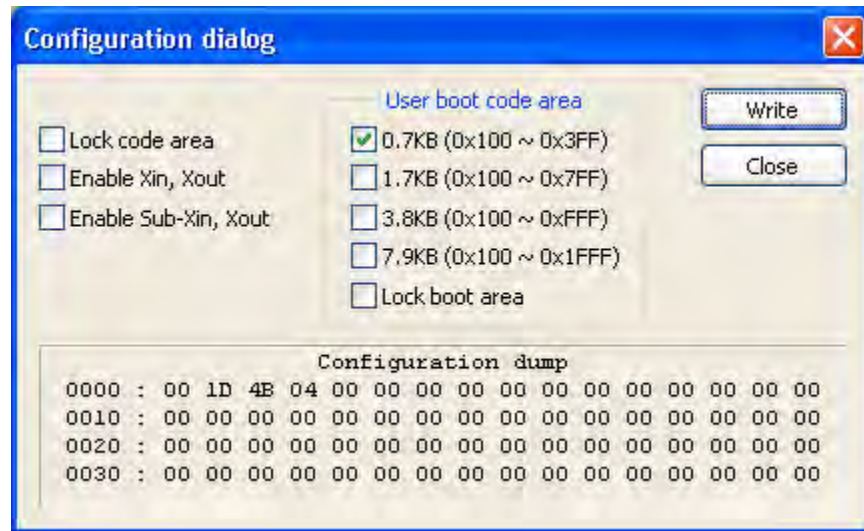 Configuration dialog
User boot code area
Write
Lock code area
0.7KB (0x100 ~ 0x3FF)
Enable Xin, Xout
1.7KB (0x100 ~ 0x7FF)
Close
Enable Sub-Xin, Xout
3.8KB (0x100 ~ 0xFFF)
7.9KB (0x100 ~ 0x1FFF)
Lock boot area
Configuration dump
0000 : 00 1D 4B 04 00 00 00 00 00 00 00 00 00 00 00 00
0010 : 00 00 00 00 00 00 00 00 00 00 00 00 00 00 00 00
0020 : 00 00 00 00 00 00 00 00 00 00 00 00 00 00 00 00
0030 : 00 00 00 00 00 00 00 00 00 00 00 00 00 00 00 00